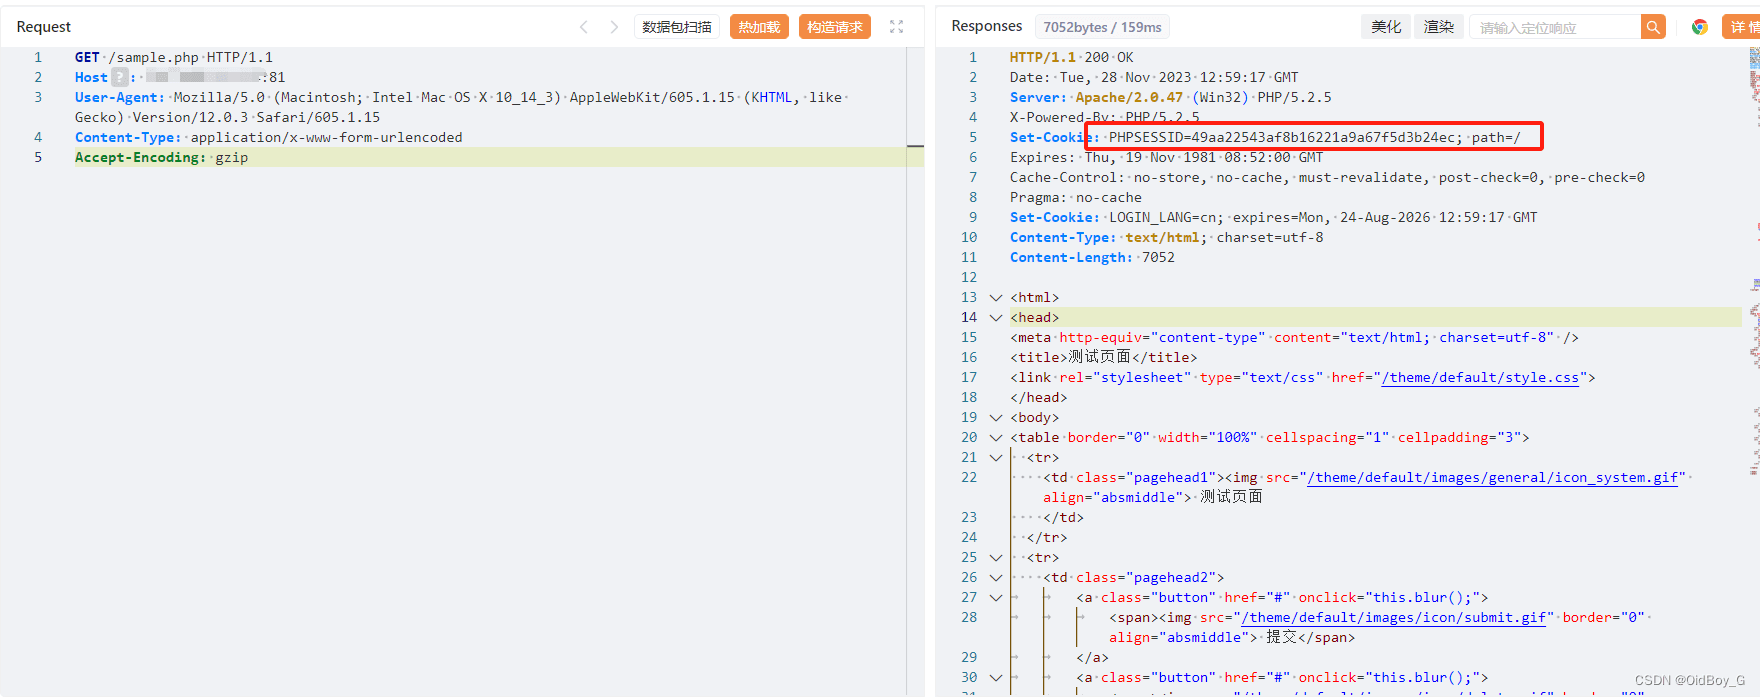 Request
数据包扫描
热加载
构造请求
1 GET /sample.php HTTP/1.1
2 Host ? : :81
3 User-Agent: Mozilla/5.0 (Macintosh; Intel Mac OS X 10_14_3) AppleWebKit/605.1.15 (KHTML, like
Gecko) Version/12.0.3 Safari/605.1.15
4 Content-Type: application/x-www-form-urlencoded
5 Accept-Encoding: gzip
Responses
7052bytes / 159ms
美化
渲染
请输入定位响应
详情
1 HTTP/1.1 200 OK
2 Date: Tue, 28 Nov 2023 12:59:17 GMT
3 Server: Apache/2.0.47 (Win32) PHP/5.2.5
4 X-Powered-By: PHP/5.2.5
5 Set-Cookie: PHPSESSID=49aa22543af8b16221a9a67f5d3b24ec; path=/
6 Expires: Thu, 19 Nov 1981 08:52:00 GMT
7 Cache-Control: no-store, no-cache, must-revalidate, post-check=0, pre-check=0
8 Pragma: no-cache
9 Set-Cookie: LOGIN_LANG=cn; expires=Mon, 24-Aug-2026 12:59:17 GMT
10 Content-Type: text/html; charset=utf-8
11 Content-Length: 7052
12
13 <html>
14 <head>
15 <meta http-equiv="content-type" content="text/html; charset=utf-8" />
16 <title>测试页面</title>
17 <link rel="stylesheet" type="text/css" href="/theme/default/style.css">
18 </head>
19 <body>
20 <table border="0" width="100%" cellspacing="1" cellpadding="3">
21 <tr>
22 <td class="pagehead1"><img src="/theme/default/images/general/icon_system.gif"
align="absmiddle"> 测试页面
23 </td>
24 </tr>
25 <tr>
26 <td class="pagehead2">
27 <a class="button" href="#" onclick="this.blur();">
28 <span><img src="/theme/default/images/icon/submit.gif" border="0"
align="absmiddle"> 提交</span>
29 </a>
30 <a class="button" href="#" onclick="this.blur();">
CSDN @OidBoy_G